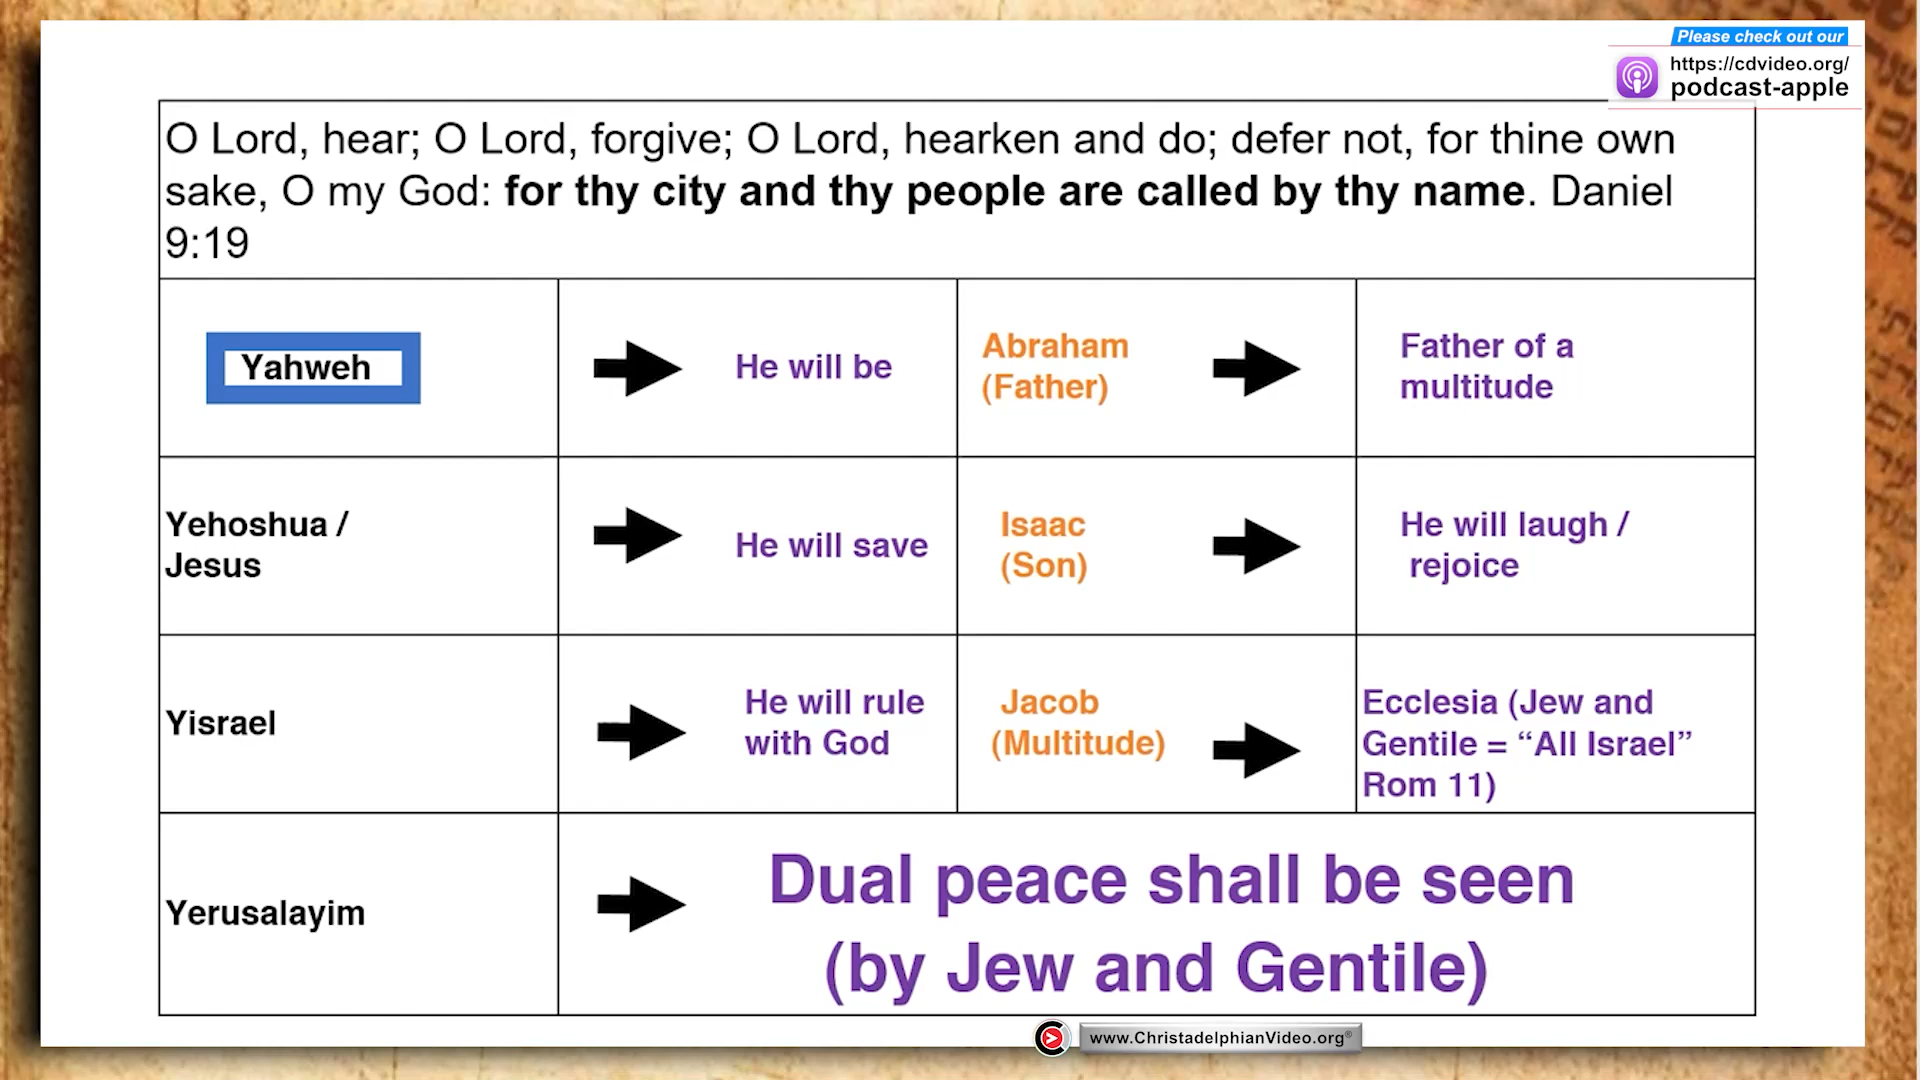 Please check out our
https://cdvideo.org/
podcast-apple
O Lord, hear; O Lord, forgive; O Lord, hearken and do; defer not, for thine own
sake, O my God: for thy city and thy people are called by thy name. Daniel
9:19
Yahweh
He will be
Abraham
(Father)
Father of a
multitude
Yehoshua /
Jesus
He will save
Isaac
(Son)
He will laugh /
rejoice
Yisrael
He will rule
with God
Jacob
(Multitude)
Ecclesia (Jew and
Gentile = “All Israel”
Rom 11)
Yerusalayim
Dual peace shall be seen
(by Jew and Gentile)
www.ChristadelphianVideo.org®